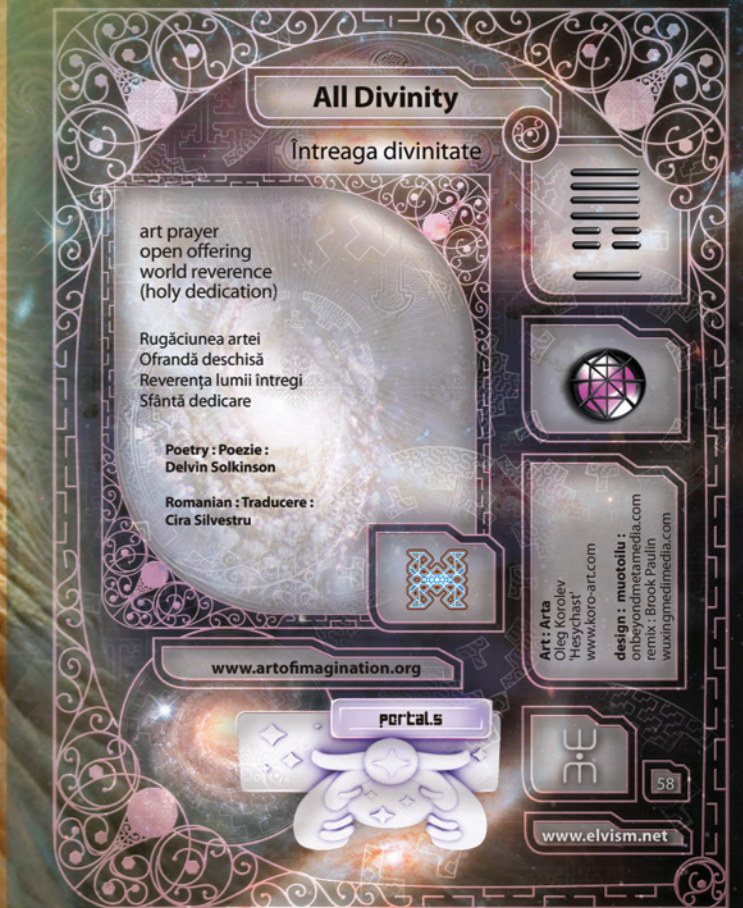 All Divinity
Întreaga divinitate
art prayer
open offering
world reverence
(holy dedication)
Rugăciunea artei
Ofrandă deschisă
Reverența lumii întregi
Sfântă dedicare
Poetry : Poezie :
Delvin Solkinson
Romanian : Traducere :
Cira Silvestru
Art : Arta
Oleg Korolev
'Hesychast'
www.koro-art.com
design : muotoilu :
onbeyondmetamedia.com
remix : Brook Paulin
wuxingmedimedia.com
www.artofimagination.org
portal.s
58
www.elvism.net